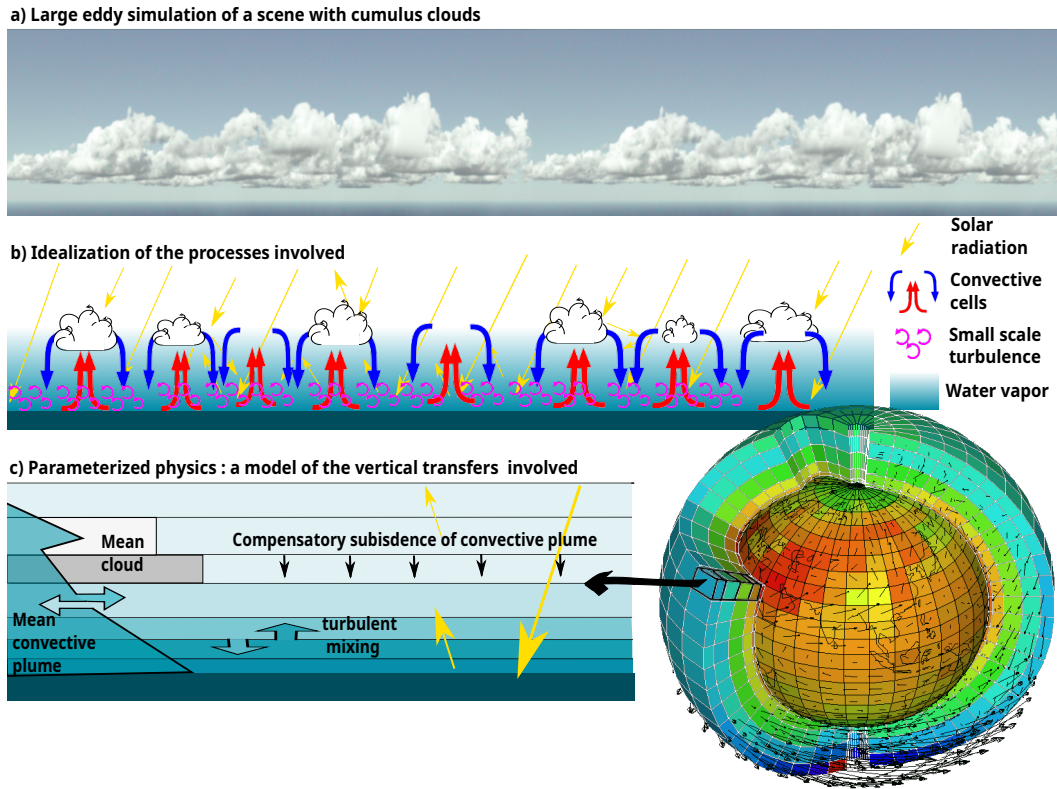 a) Large eddy simulation of a scene with cumulus clouds
b) Idealization of the processes involved
Solar
radiation
Convective
cells
Small scale
turbulence
Water vapor
c) Parameterized physics : a model of the vertical transfers involved
Mean
cloud
Compensatory subisdence of convective plume
Mean
convective
plume
turbulent
mixing